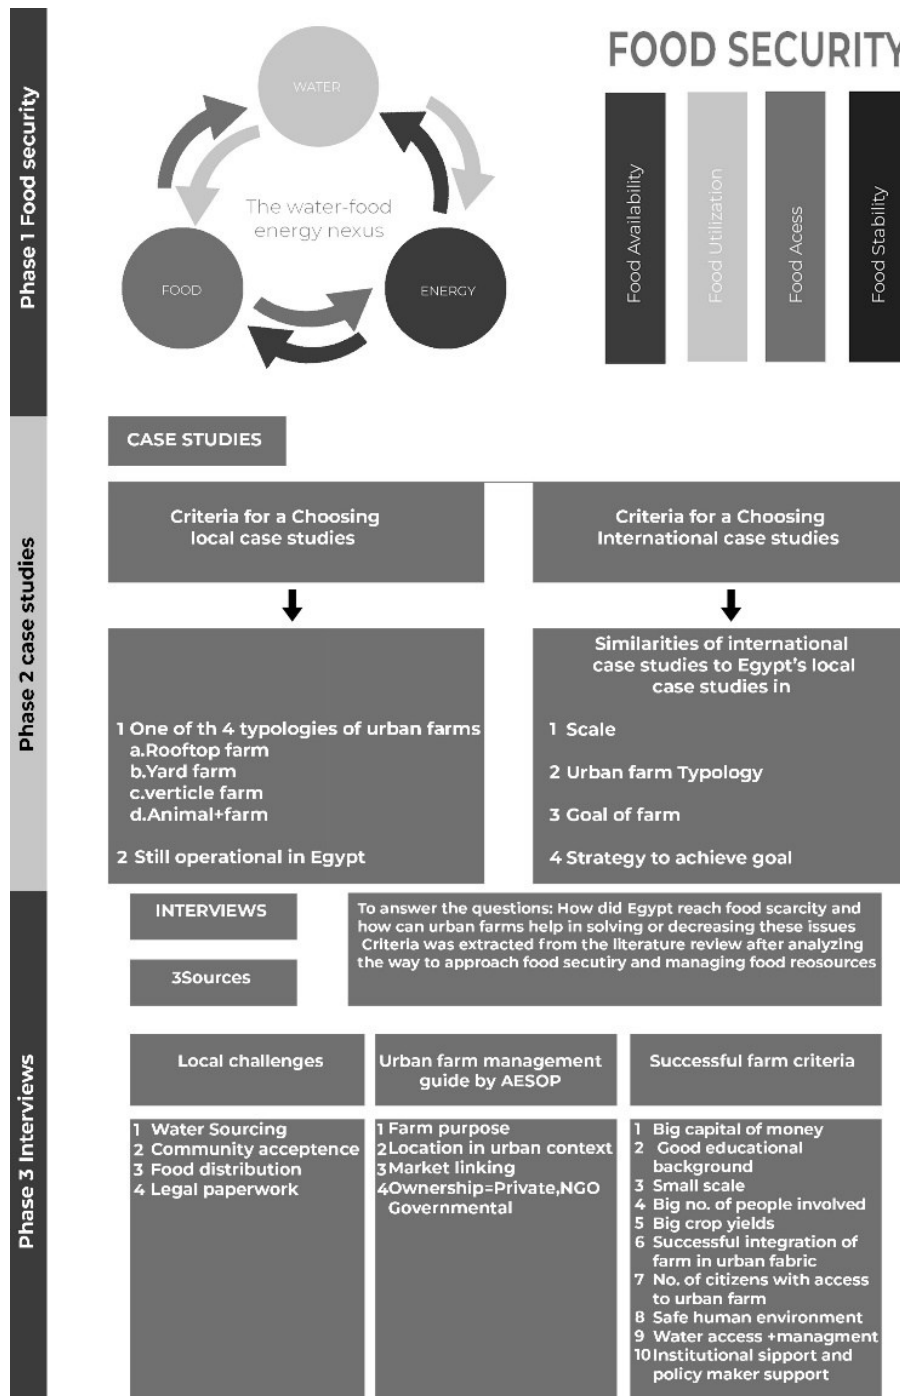 Phase 1 Food security
WATER
The water-food
energy nexus
FOOD
ENERGY
FOOD SECURITY
Food Availability
Food Utilization
Food Acess
Food Stability
Phase 2 case studies
CASE STUDIES
Criteria for a Choosing
local case studies
Criteria for a Choosing
International case studies
1 One of th 4 typologies of urban farms
a.Rooftop farm
b.Yard farm
c.verticle farm
d.Animal+farm
2 Still operational in Egypt
Similarities of international
case studies to Egypt's local
case studies in
1 Scale
2 Urban farm Typology
3 Goal of farm
4 Strategy to achieve goal
Phase 3 Interviews
INTERVIEWS
3Sources
To answer the questions: How did Egypt reach food scarcity and
how can urban farms help in solving or decreasing these issues
Criteria was extracted from the literature review after analyzing
the way to approach food secutiry and managing food reosources
Local challenges
1 Water Sourcing
2 Community acceptence
3 Food distribution
4 Legal paperwork
Urban farm management
guide by AESOP
1 Farm purpose
2 Location in urban context
3 Market linking
4 Ownership=Private,NGO
Governmental
Successful farm criteria
1 Big capital of money
2 Good educational
background
3 Small scale
4 Big no. of people involved
5 Big crop yields
6 Successful integration of
farm in urban fabric
7 No. of citizens with access
to urban farm
8 Safe human environment
9 Water access +managment
10 Institutional sipport and
policy maker support